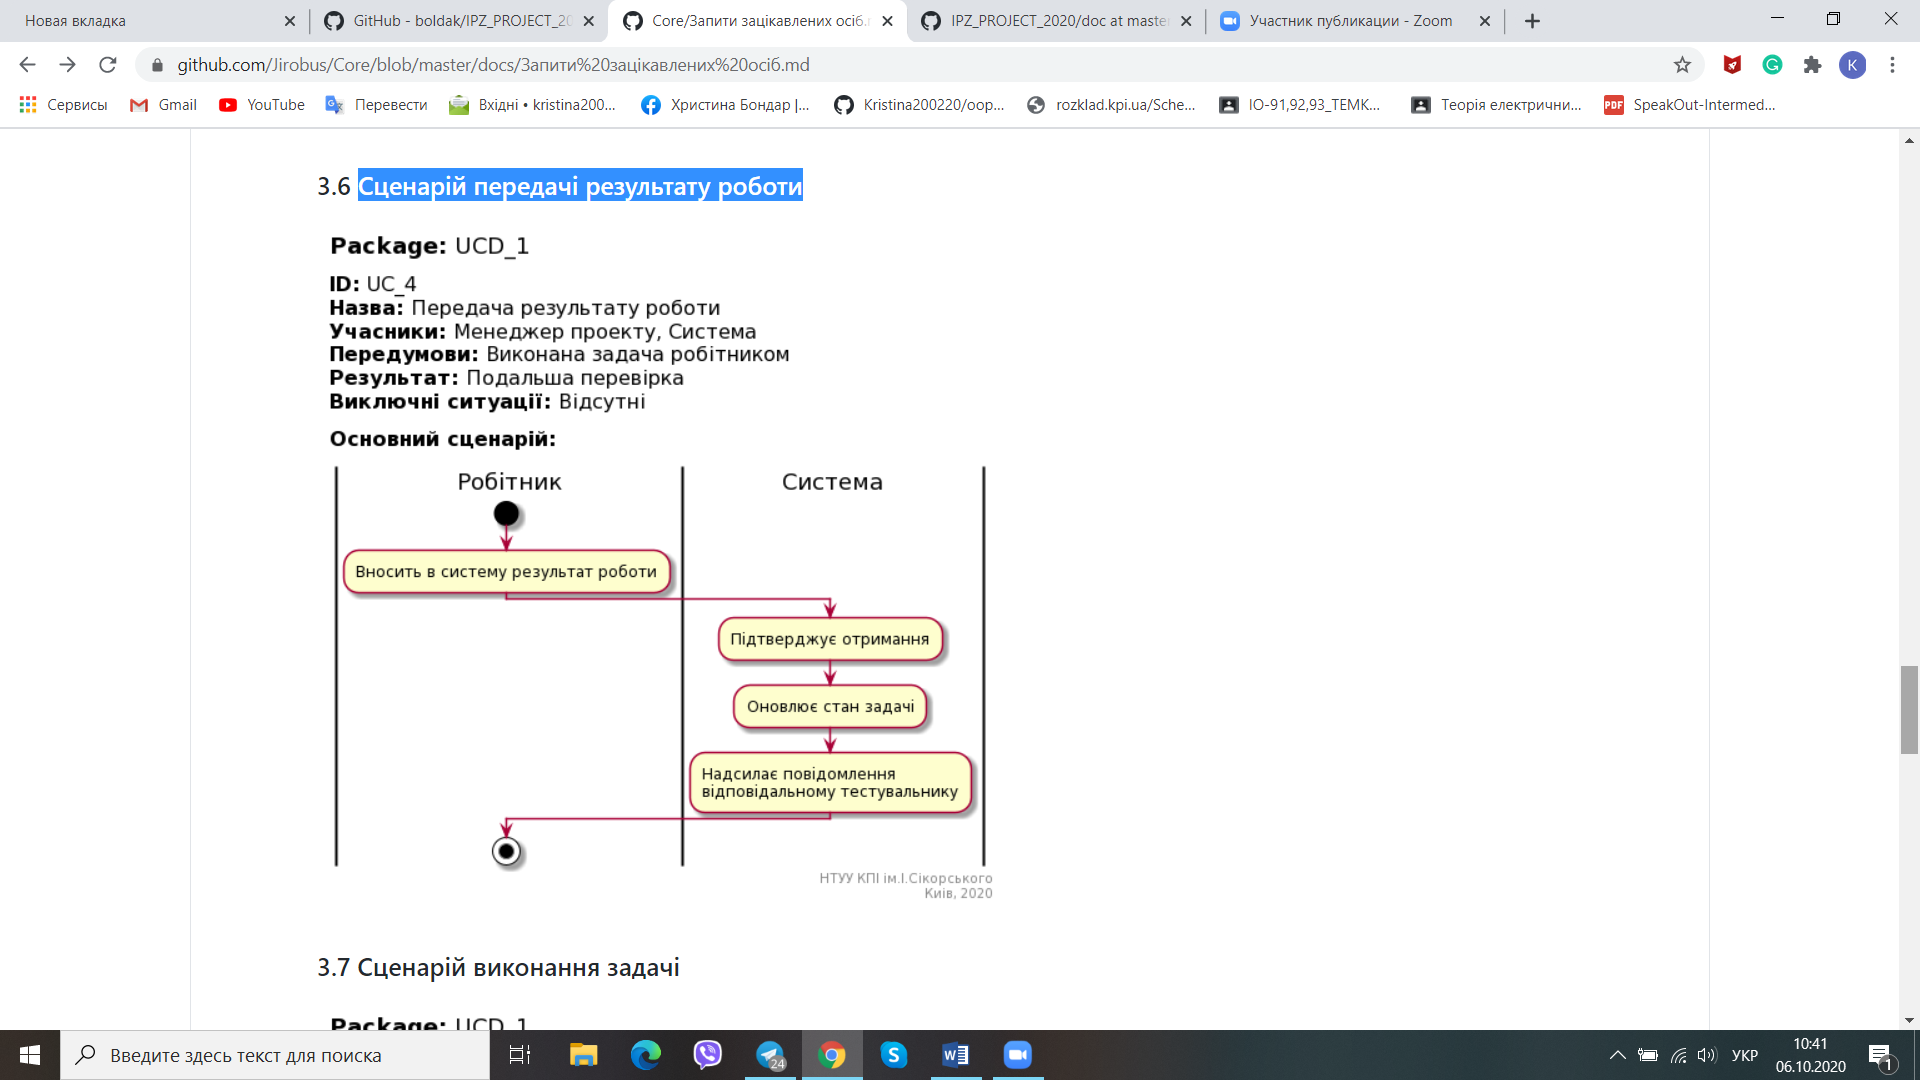 Новая вкладка
GitHub - boldak/IPZ_PROJECT_20
Core/Запити зацікавлених осіб.
IPZ_PROJECT_2020/doc at master
Участник публикации - Zoom
github.com/Jirobus/Core/blob/master/docs/Запити%20зацікавлених%20осіб.md
K
Сервисы
Gmail
YouTube
Перевести
Вхідні • kristina200...
Христина Бондар |...
Kristina200220/oop...
rozklad.kpi.ua/Sche...
IO-91,92,93_ТЕМК...
Теорія електрични...
PDF
SpeakOut-Intermed...
3.6 Сценарій передачі результату роботи
Package: UCD_1
ID: UC_4
Назва: Передача результату роботи
Учасники: Менеджер проекту, Система
Передумови: Виконана задача робітником
Результат: Подальша перевірка
Виключні ситуації: Відсутні
Основний сценарій:
Робітник
Система
Вносить в систему результат роботи
Підтверджує отримання
Оновлює стан задачі
Надсилає повідомлення
відповідальному тестувальнику
НТУУ КПІ ім.І.Сікорського
Киів, 2020
3.7 Сценарій виконання задачі
Package: UCD_1
Введите здесь текст для поиска
24
УКР
10:41
06.10.2020
1